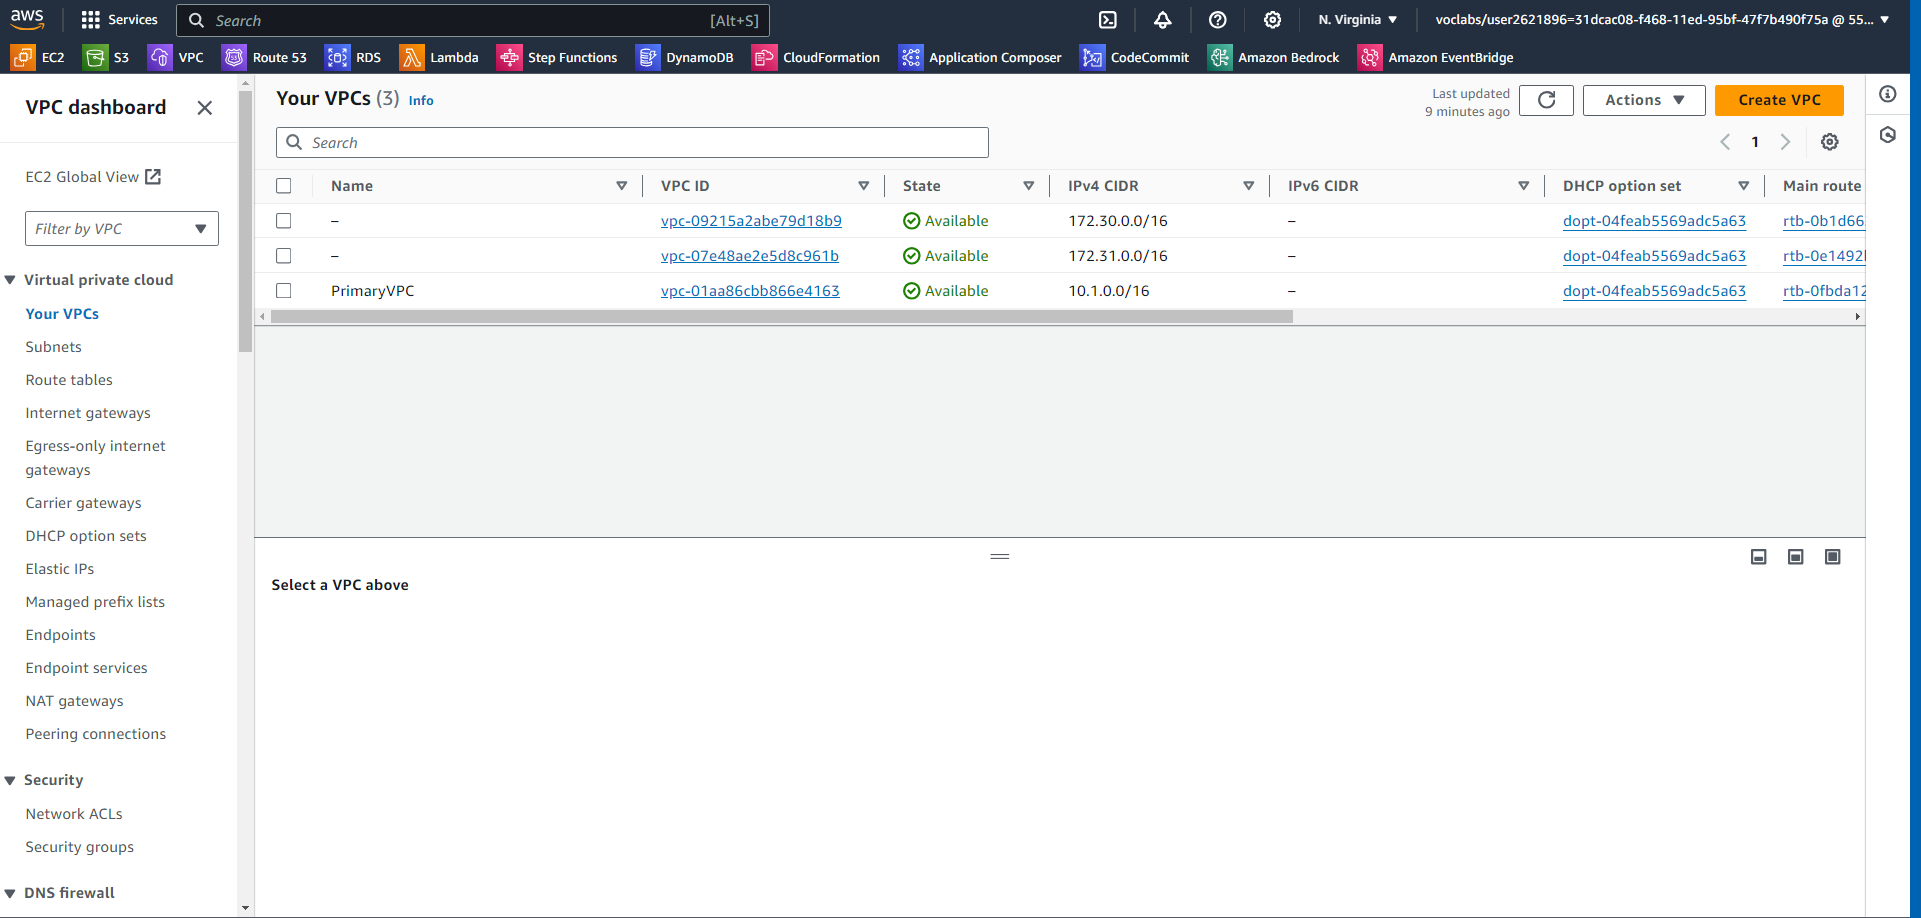 aws
Services
Search
[Alt+S]
N. Virginia
voclabs/user2621896=31dcac08-f468-11ed-95bf-47f7b490f75a @ 55...
EC2
S3
VPC
Route 53
RDS
Lambda
Step Functions
DynamoDB
CloudFormation
Application Composer
CodeCommit
Amazon Bedrock
Amazon EventBridge
VPC dashboard
EC2 Global View
Filter by VPC
Virtual private cloud
Your VPCs
Subnets
Route tables
Internet gateways
Egress-only internet
gateways
Carrier gateways
DHCP option sets
Elastic IPs
Managed prefix lists
Endpoints
Endpoint services
NAT gateways
Peering connections
Security
Network ACLs
Security groups
DNS firewall
Your VPCs (3) Info
Last updated
9 minutes ago
Actions
Create VPC
Search
1
Name VPC ID State IPv4 CIDR IPv6 CIDR DHCP option set Main route
– vpc-09215a2abe79d18b9 Available 172.30.0.0/16 – dopt-04feab5569adc5a63 rtb-0b1d66
– vpc-07e48ae2e5d8c961b Available 172.31.0.0/16 – dopt-04feab5569adc5a63 rtb-0e1492
PrimaryVPC vpc-01aa86cbb866e4163 Available 10.1.0.0/16 – dopt-04feab5569adc5a63 rtb-0fbda12
Select a VPC above